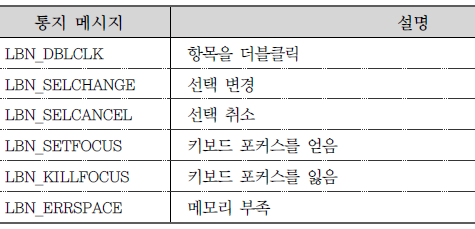 통지 메시지 설명
LBN_DBLCLK 항목을 더블클릭
LBN_SELCHANGE 선택 변경
LBN_SELCANCEL 선택 취소
LBN_SETFOCUS 키보드 포커스를 얻음
LBN_KILLFOCUS 키보드 포커스를 잃음
LBN_ERRSPACE 메모리 부족